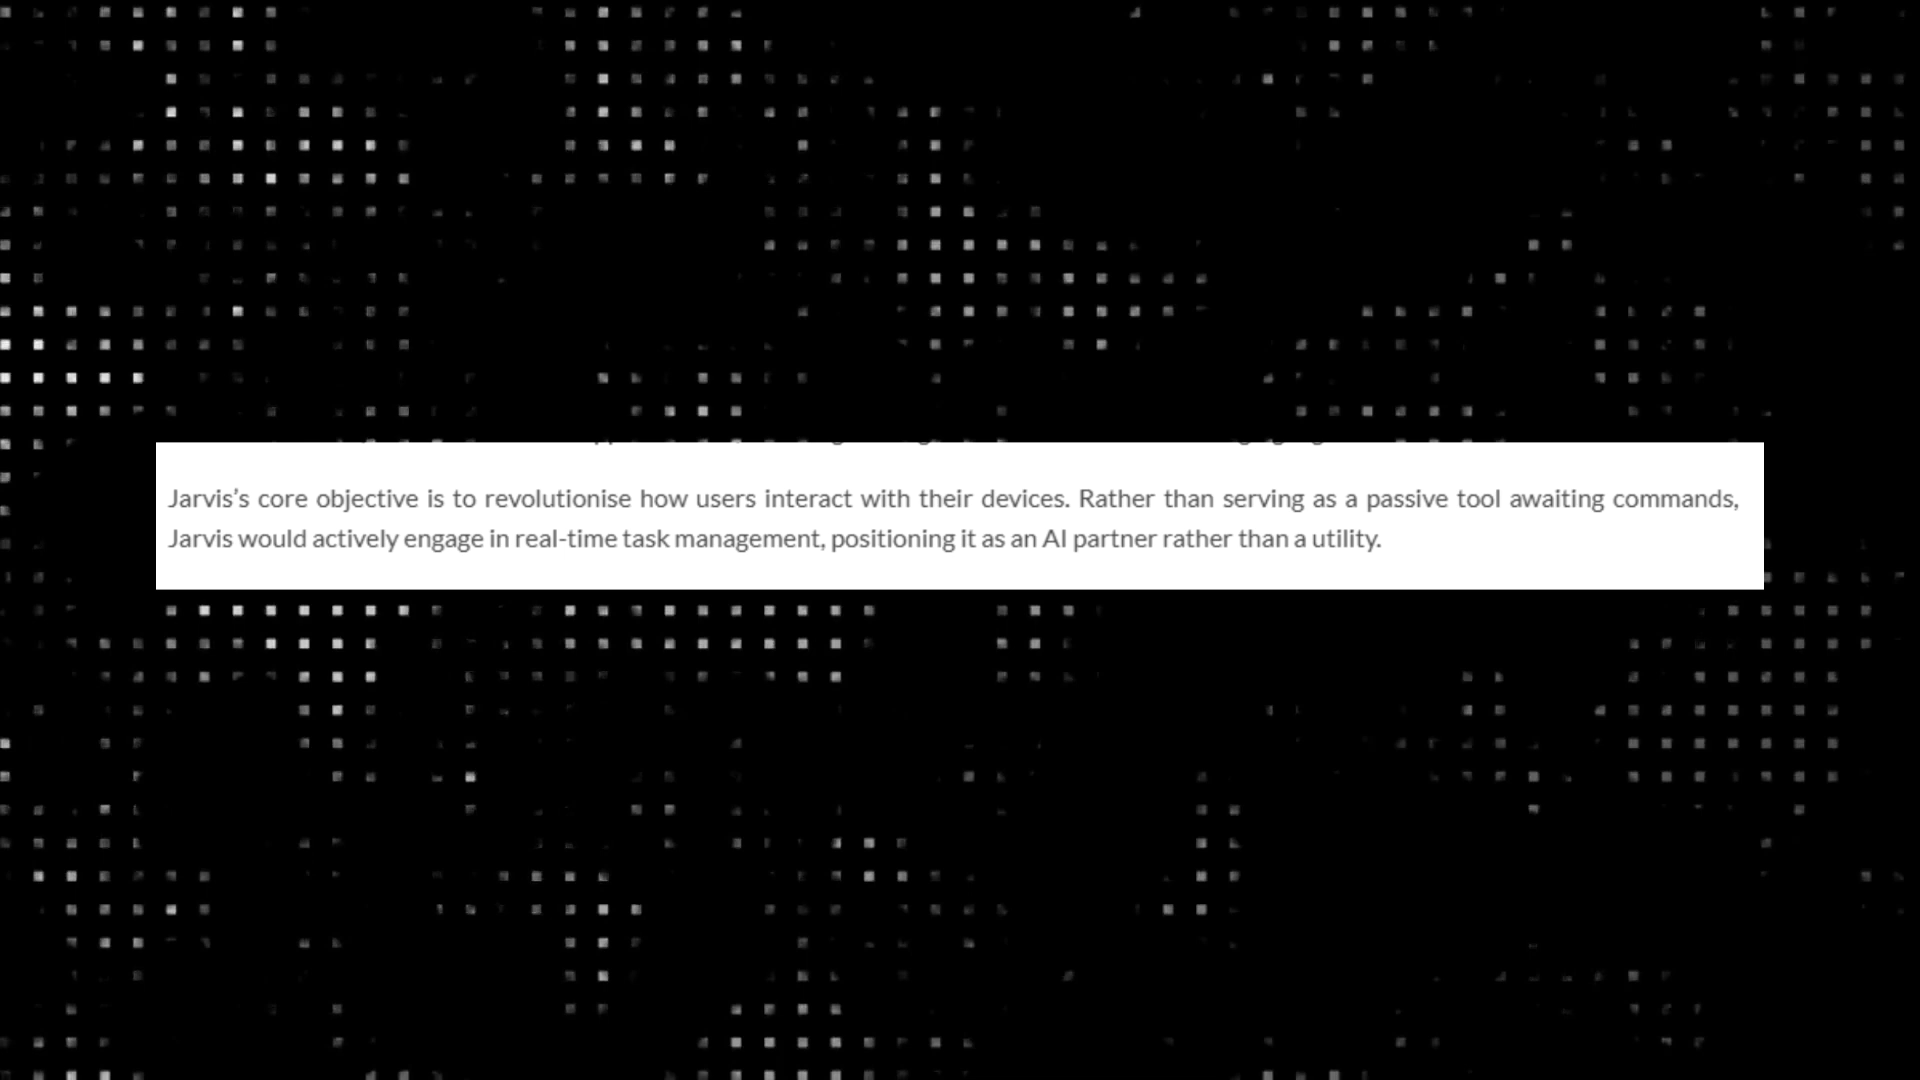 Jarvis’s core objective is to revolutionise how users interact with their devices. Rather than serving as a passive tool awaiting commands,
Jarvis would actively engage in real-time task management, positioning it as an AI partner rather than a utility.